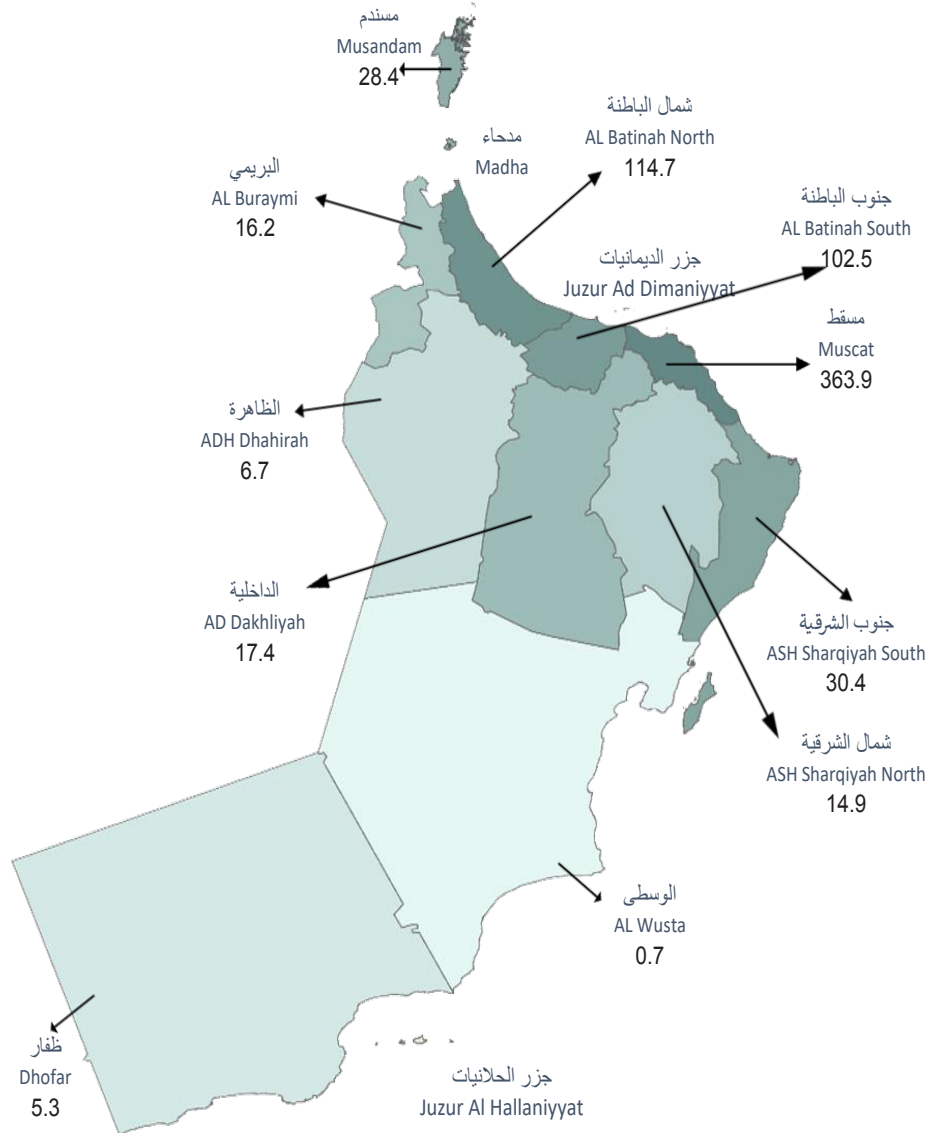 مسندم
Musandam
28.4
شمال الباطنة
AL Batinah North
114.7
مدحاء
Madha
البريمي
AL Buraymi
16.2
جنوب الباطنة
AL Batinah South
102.5
جزر الديمانيات
Juzur Ad Dimaniyyat
مسقط
Muscat
363.9
الظاهرة
ADH Dhahirah
6.7
الداخلية
AD Dakhliyah
17.4
جنوب الشرقية
ASH Sharqiyah South
30.4
شمال الشرقية
ASH Sharqiyah North
14.9
الوسطى
AL Wusta
0.7
ظفار
Dhofar
5.3
جزر الحلانيات
Juzur Al Hallaniyyat